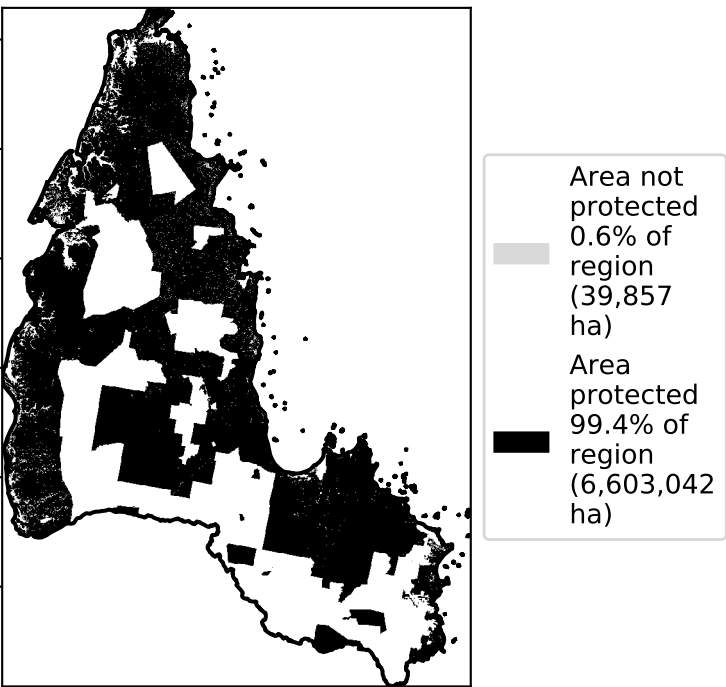 Area not
protected
0.6% of
region
(39,857
ha)
Area
protected
99.4% of
region
(6,603,042
ha)